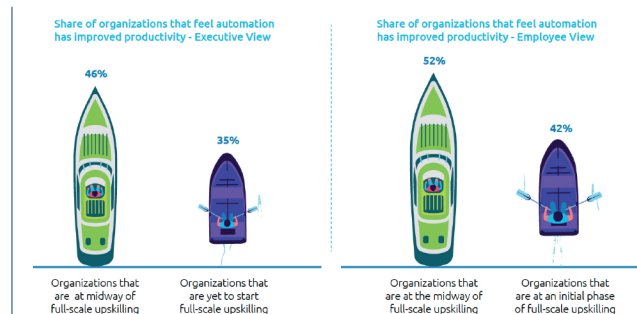 Share of organizations that feel automation
has improved productivity - Executive View
46%
35%
Organizations that
are at midway of
full-scale upskilling
Organizations that
are yet to start
full-scale upskilling
Share of organizations that feel automation
has improved productivity - Employee View
52%
42%
Organizations that
are at the midway of
full-scale upskilling
Organizations that
are at an initial phase
of full-scale upskilling